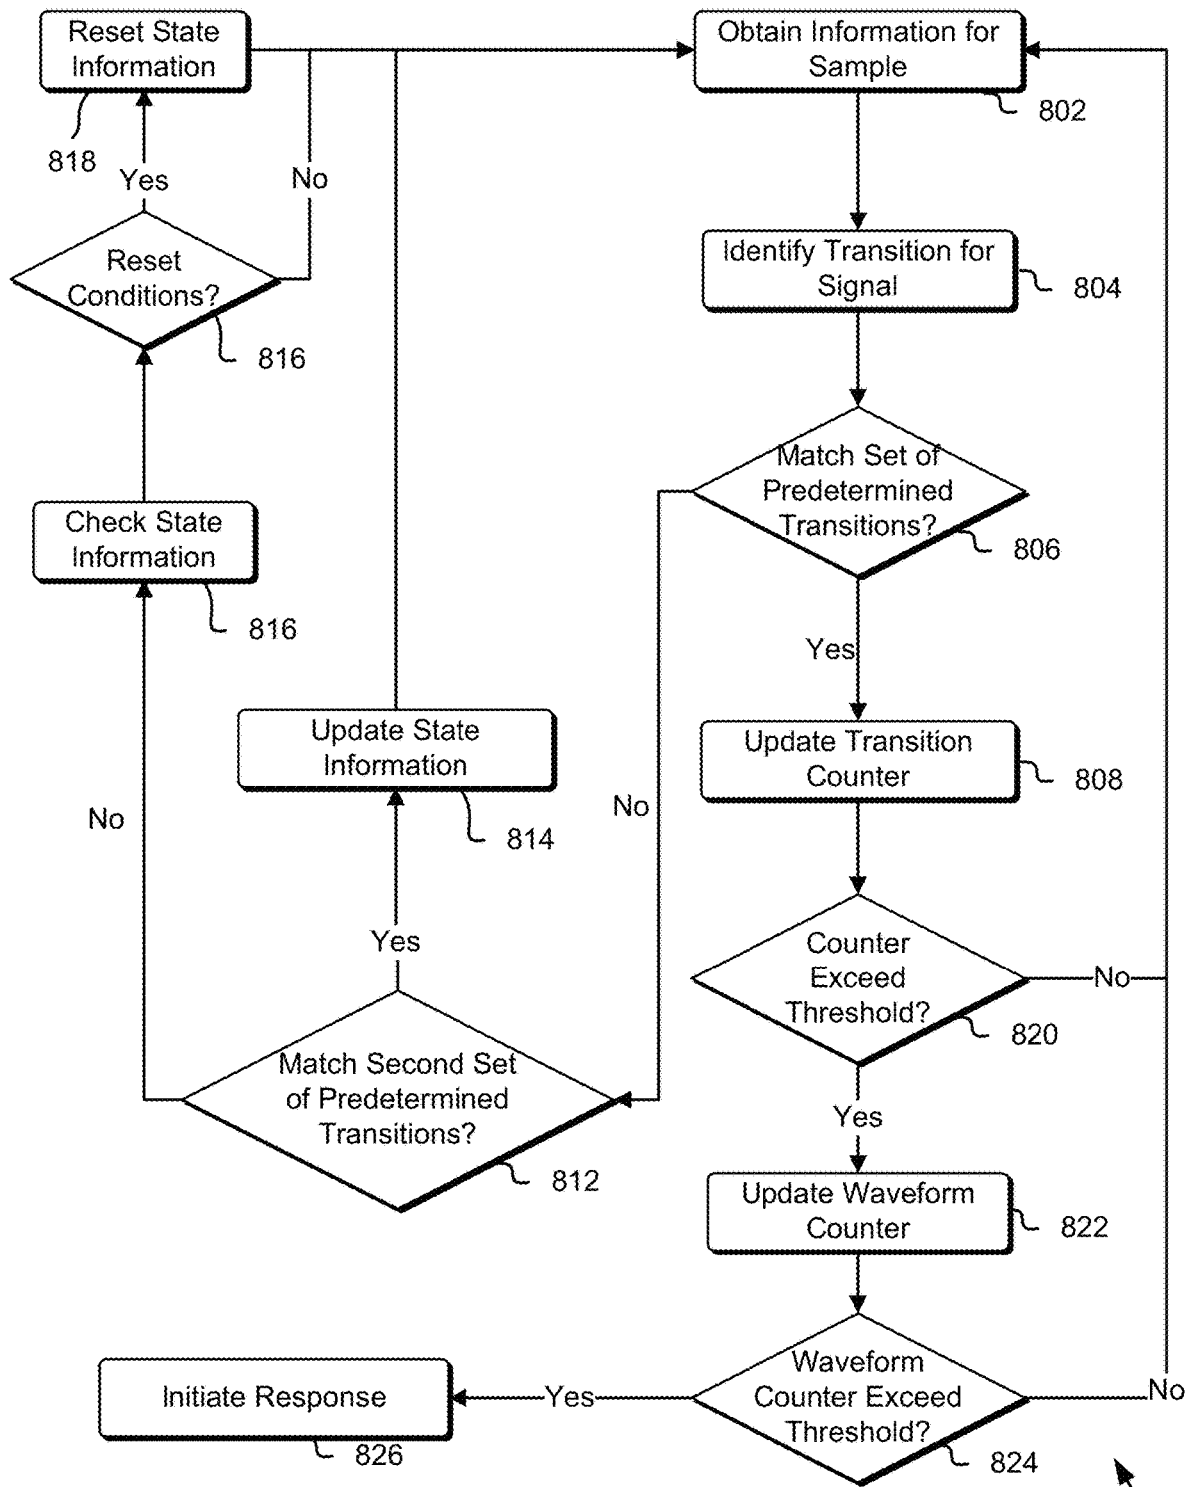 Reset State
Information
818
Obtain Information for
Sample
802
Yes
No
Reset
Conditions?
816
Identify Transition for
Signal
804
Match Set of
Predetermined
Transitions?
806
Check State
Information
816
Yes
Update State
Information
814
Update Transition
Counter
808
No
No
Yes
Counter
Exceed
Threshold?
820
No
Match Second Set
of Predetermined
Transitions?
812
Yes
Update Waveform
Counter
822
Initiate Response
826
Yes
Waveform
Counter Exceed
Threshold?
824
No